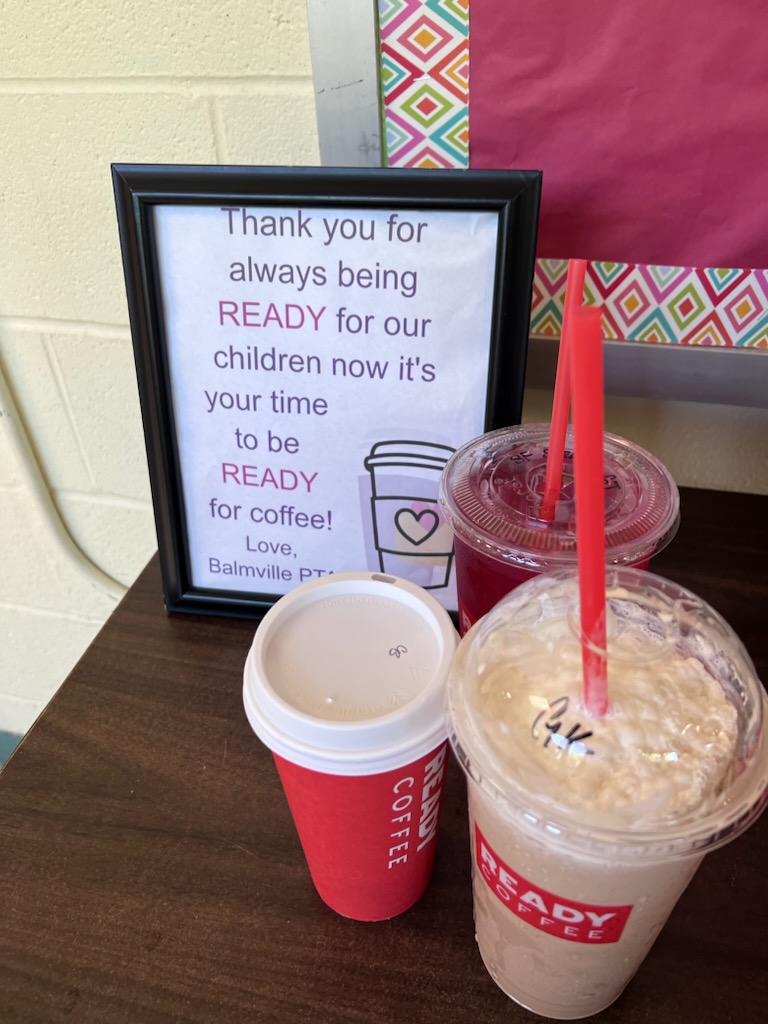 Thank you for
always being
READY for our
children now it's
your time
to be
READY
for coffee!
Love,
Balmville PTA
READY
COFFEE
READY
COFFEE